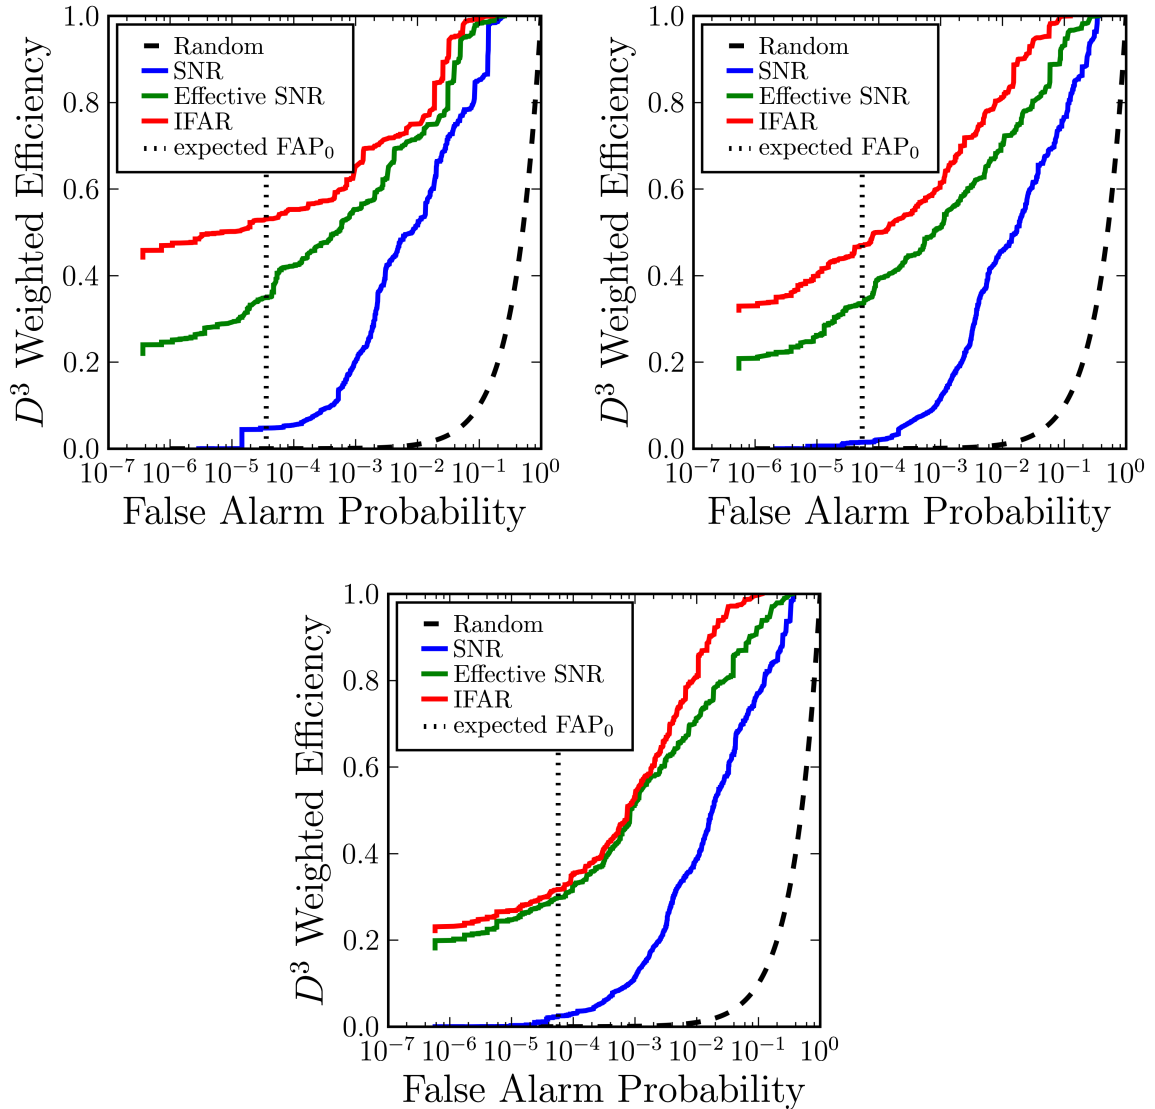 D³ Weighted Efficiency
1.0
0.8
0.6
0.4
0.2
0.0
Random
SNR
Effective SNR
IFAR
expected FAP₀
10⁻⁷ 10⁻⁶ 10⁻⁵ 10⁻⁴ 10⁻³ 10⁻² 10⁻¹ 10⁰
False Alarm Probability
D³ Weighted Efficiency
1.0
0.8
0.6
0.4
0.2
0.0
Random
SNR
Effective SNR
IFAR
expected FAP₀
10⁻⁷ 10⁻⁶ 10⁻⁵ 10⁻⁴ 10⁻³ 10⁻² 10⁻¹ 10⁰
False Alarm Probability
D³ Weighted Efficiency
1.0
0.8
0.6
0.4
0.2
0.0
Random
SNR
Effective SNR
IFAR
expected FAP₀
10⁻⁷ 10⁻⁶ 10⁻⁵ 10⁻⁴ 10⁻³ 10⁻² 10⁻¹ 10⁰
False Alarm Probability